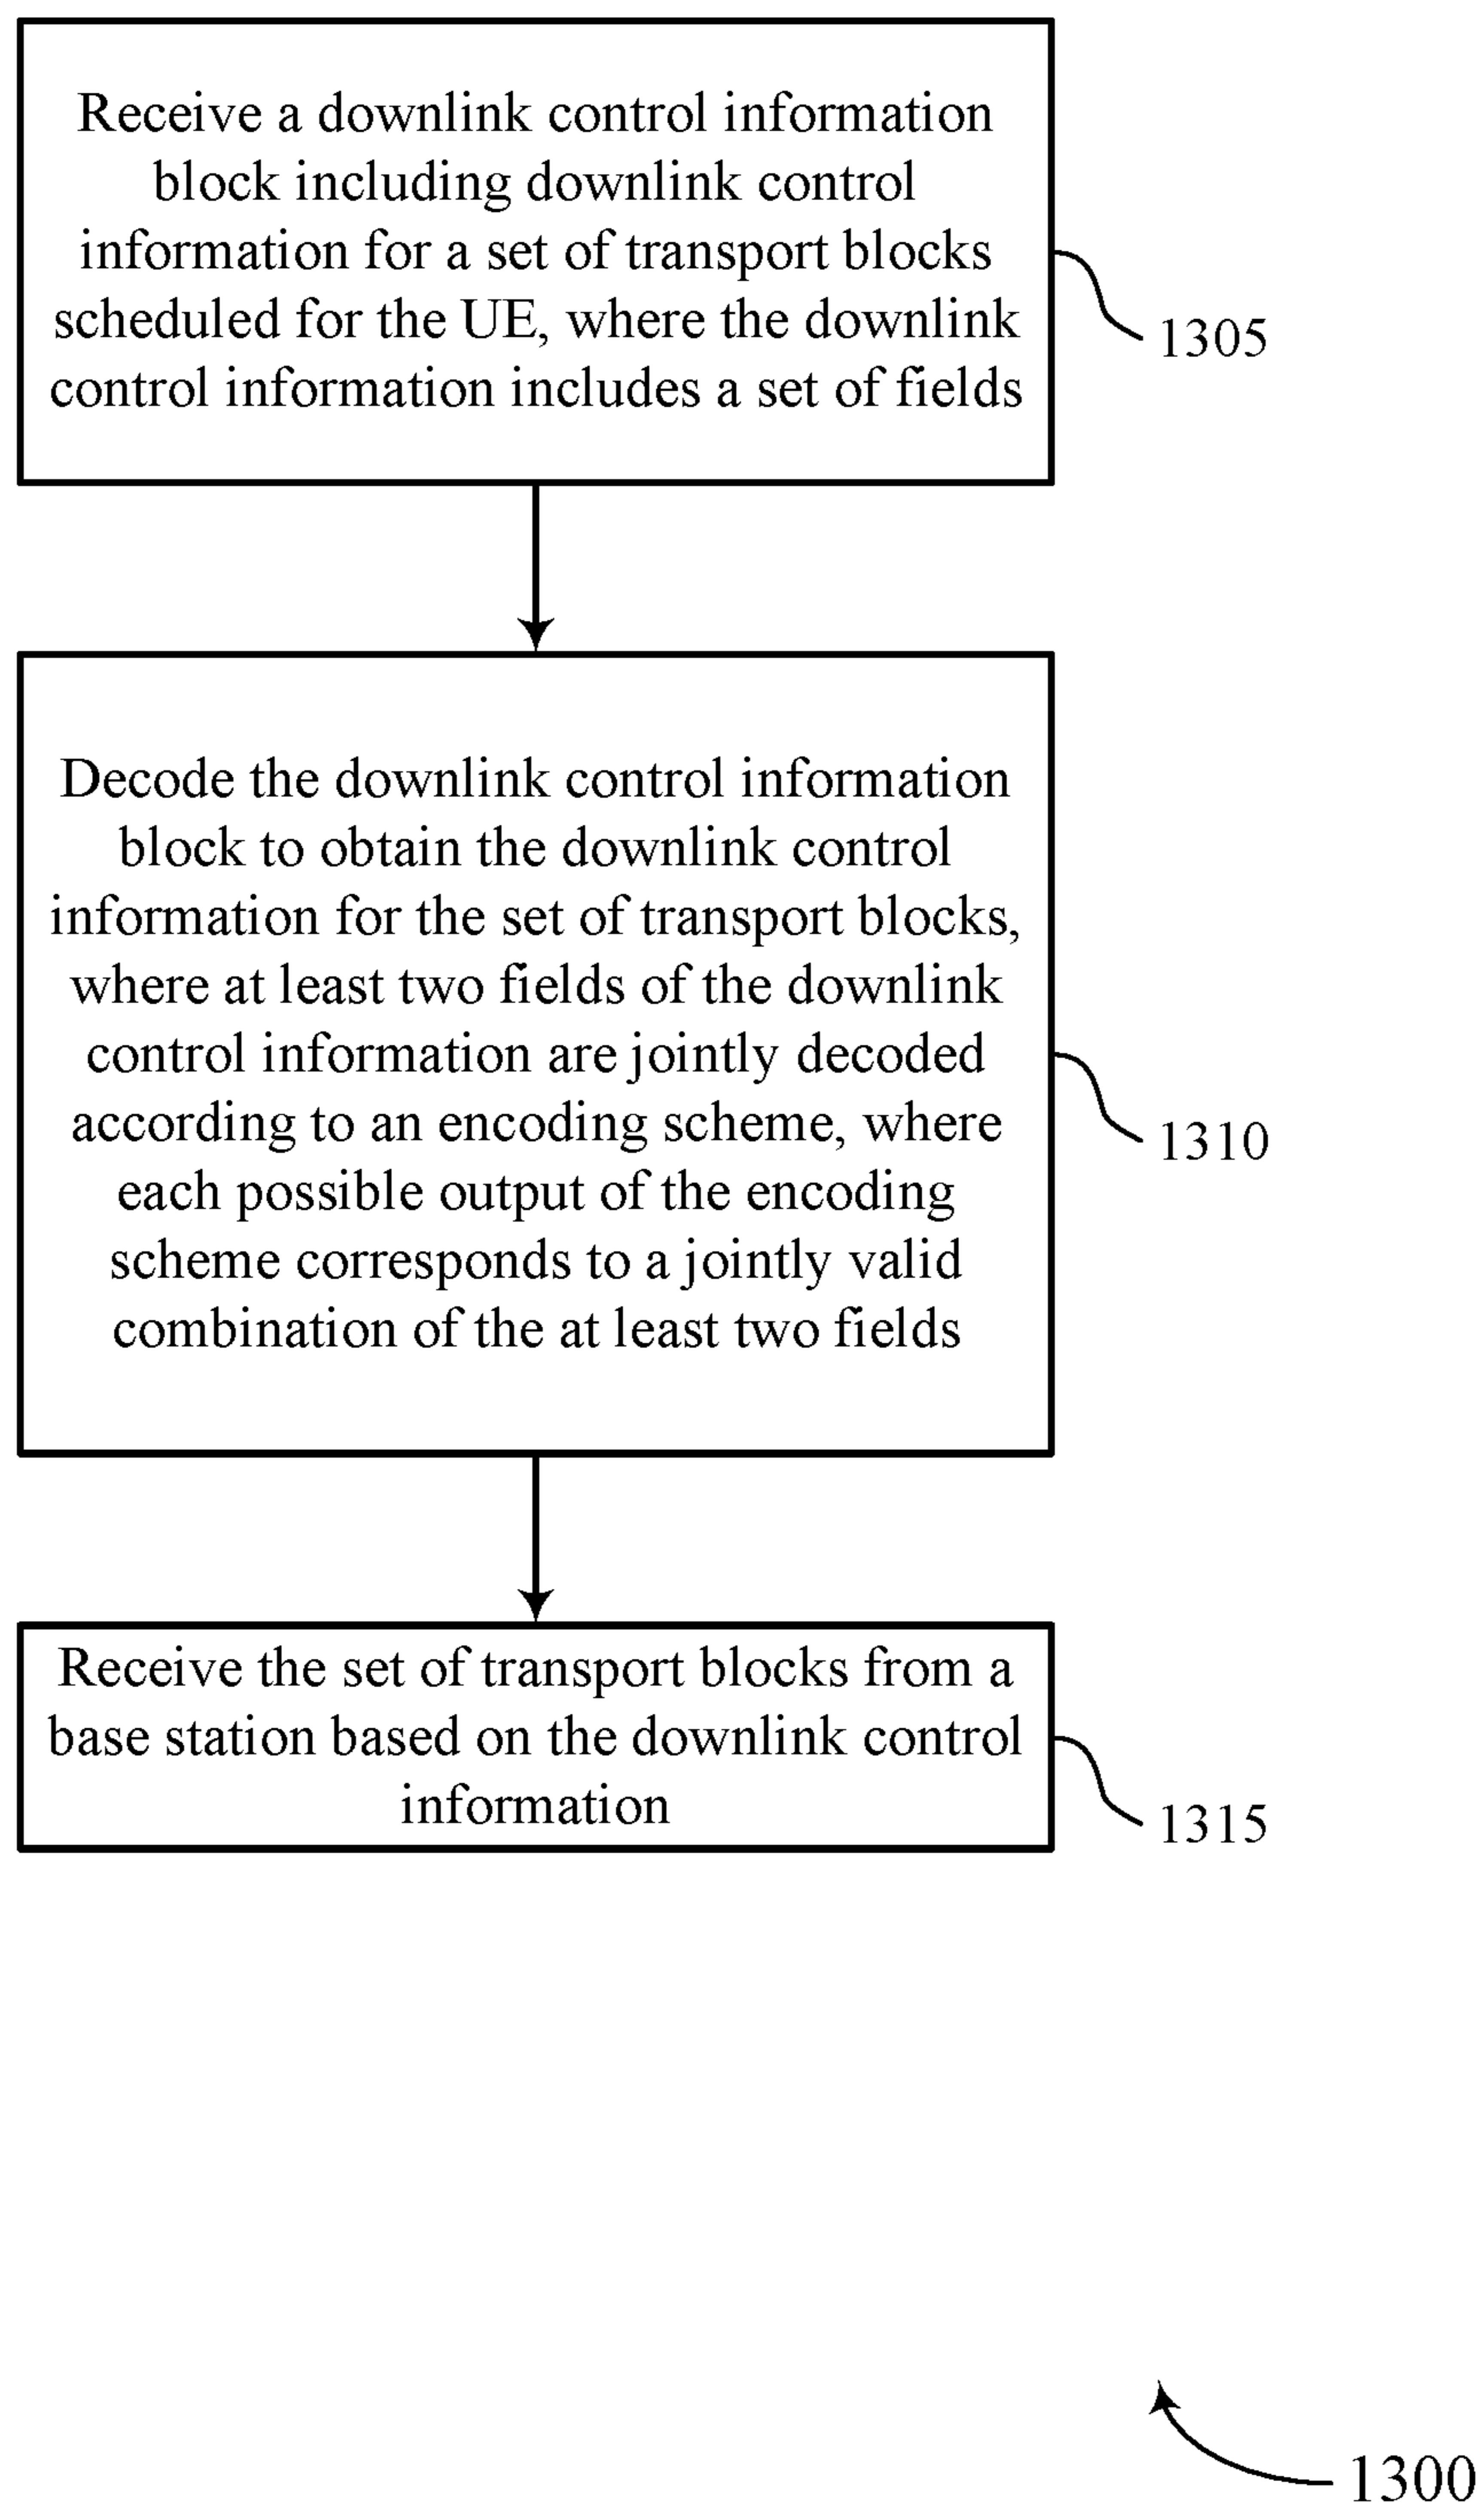 Receive a downlink control information
block including downlink control
information for a set of transport blocks
scheduled for the UE, where the downlink
control information includes a set of fields
1305
Decode the downlink control information
block to obtain the downlink control
information for the set of transport blocks,
where at least two fields of the downlink
control information are jointly decoded
according to an encoding scheme, where
each possible output of the encoding
scheme corresponds to a jointly valid
combination of the at least two fields
1310
Receive the set of transport blocks from a
base station based on the downlink control
information
1315
1300